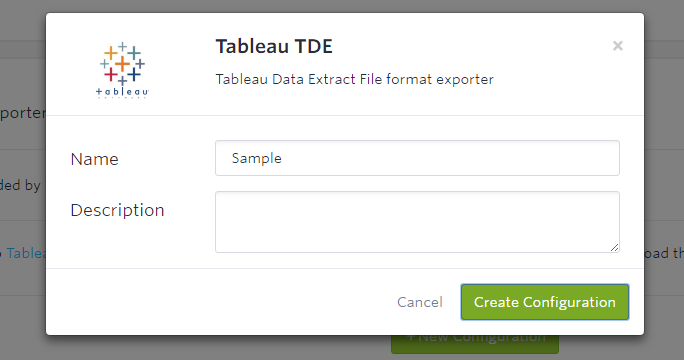 Tableau TDE
×
Tableau Data Extract File format exporter
+ableau
Name
Sample
Description
Cancel
Create Configuration
porter
ded by
Tablea
oad th
+ New Configuration